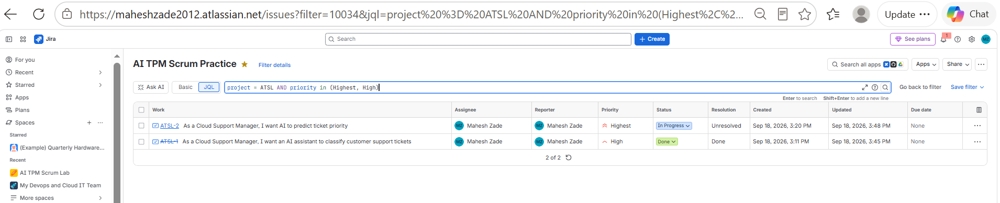 https://maheshzade2012.atlassian.net/issues?filter=10034&jql=project%20%3D%20ATSL%20AND%20priority%20in%20(Highest%2C%2...
Update
Chat
Jira
Search
Create
See plans
1
MZ
For you
Recent
Starred
Apps
Plans
Spaces
Starred
(Example) Quarterly Hardware...
Recent
AI TPM Scrum Lab
My Devops and Cloud IT Team
More spaces
AI TPM Scrum Practice
Filter details
Search all apps
Apps
Share
Ask AI
Basic
JQL
project = ATSL AND priority in (Highest, High)
Go back to filter
Save filter
Enter to search Shift+Enter to add a new line
Work Assignee Reporter Priority Status Resolution Created Updated Due date
ATSL-2 As a Cloud Support Manager, I want AI to predict ticket priority MZ Mahesh Zade MZ Mahesh Zade Highest In Progress Unresolved Sep 18, 2026, 3:20 PM Sep 18, 2026, 3:48 PM None
ATSL-1 As a Cloud Support Manager, I want an AI assistant to classify customer support tickets MZ Mahesh Zade MZ Mahesh Zade High Done Done Sep 18, 2026, 3:11 PM Sep 18, 2026, 3:45 PM None
2 of 2